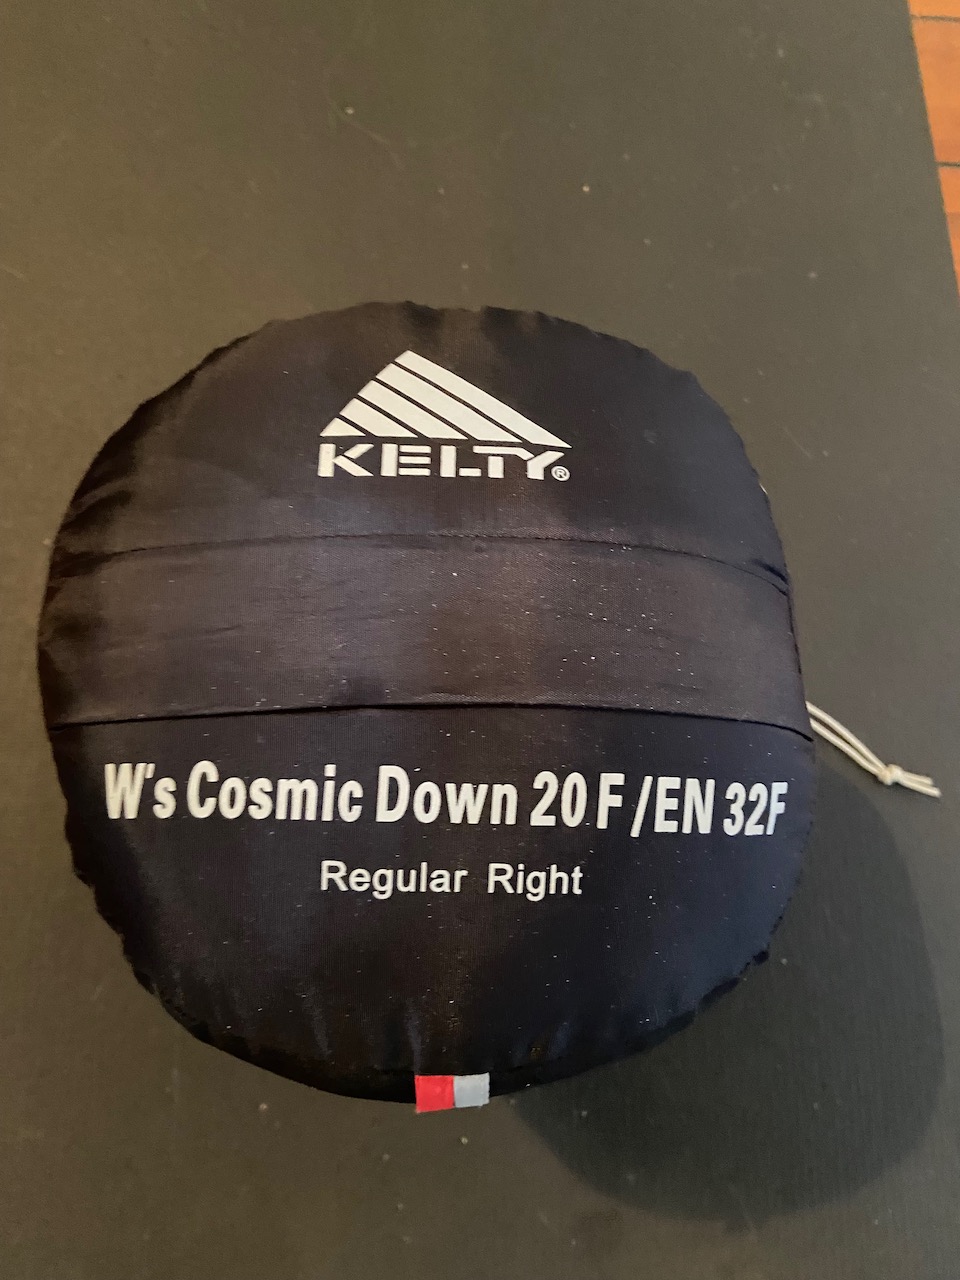 KELTY®
W's Cosmic Down 20 F /EN 32F
Regular Right